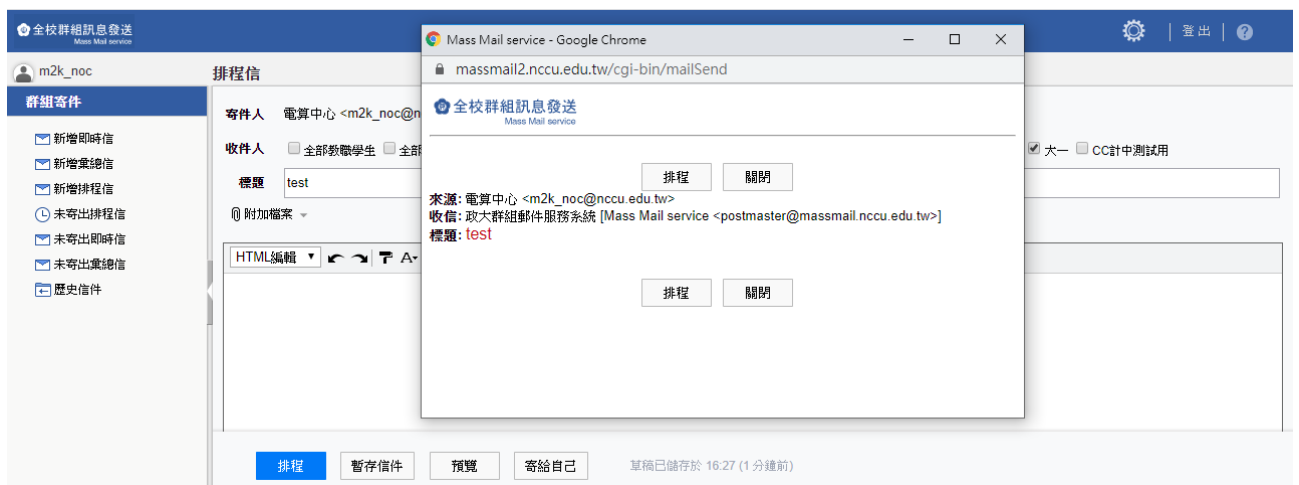 全校群組訊息發送
Mass Mail service
登出
m2k_noc
群組寄件
新增即時信
新增彙總信
新增排程信
未寄出排程信
未寄出即時信
未寄出彙總信
歷史信件
排程信
寄件人 電算中心 <m2k_noc@n
收件人 全部教職學生 全部
大一 CC計中測試用
標題 test
附加檔案
HTML編輯 A
Mass Mail service - Google Chrome
massmail2.nccu.edu.tw/cgi-bin/mailSend
全校群組訊息發送
Mass Mail service
排程 關閉
來源: 電算中心 <m2k_noc@nccu.edu.tw>
收信: 政大群組郵件服務系統 [Mass Mail service <postmaster@massmail.nccu.edu.tw>]
標題: test
排程 關閉
排程 暫存信件 預覽 寄給自己 草稿已儲存於 16:27 (1 分鐘前)